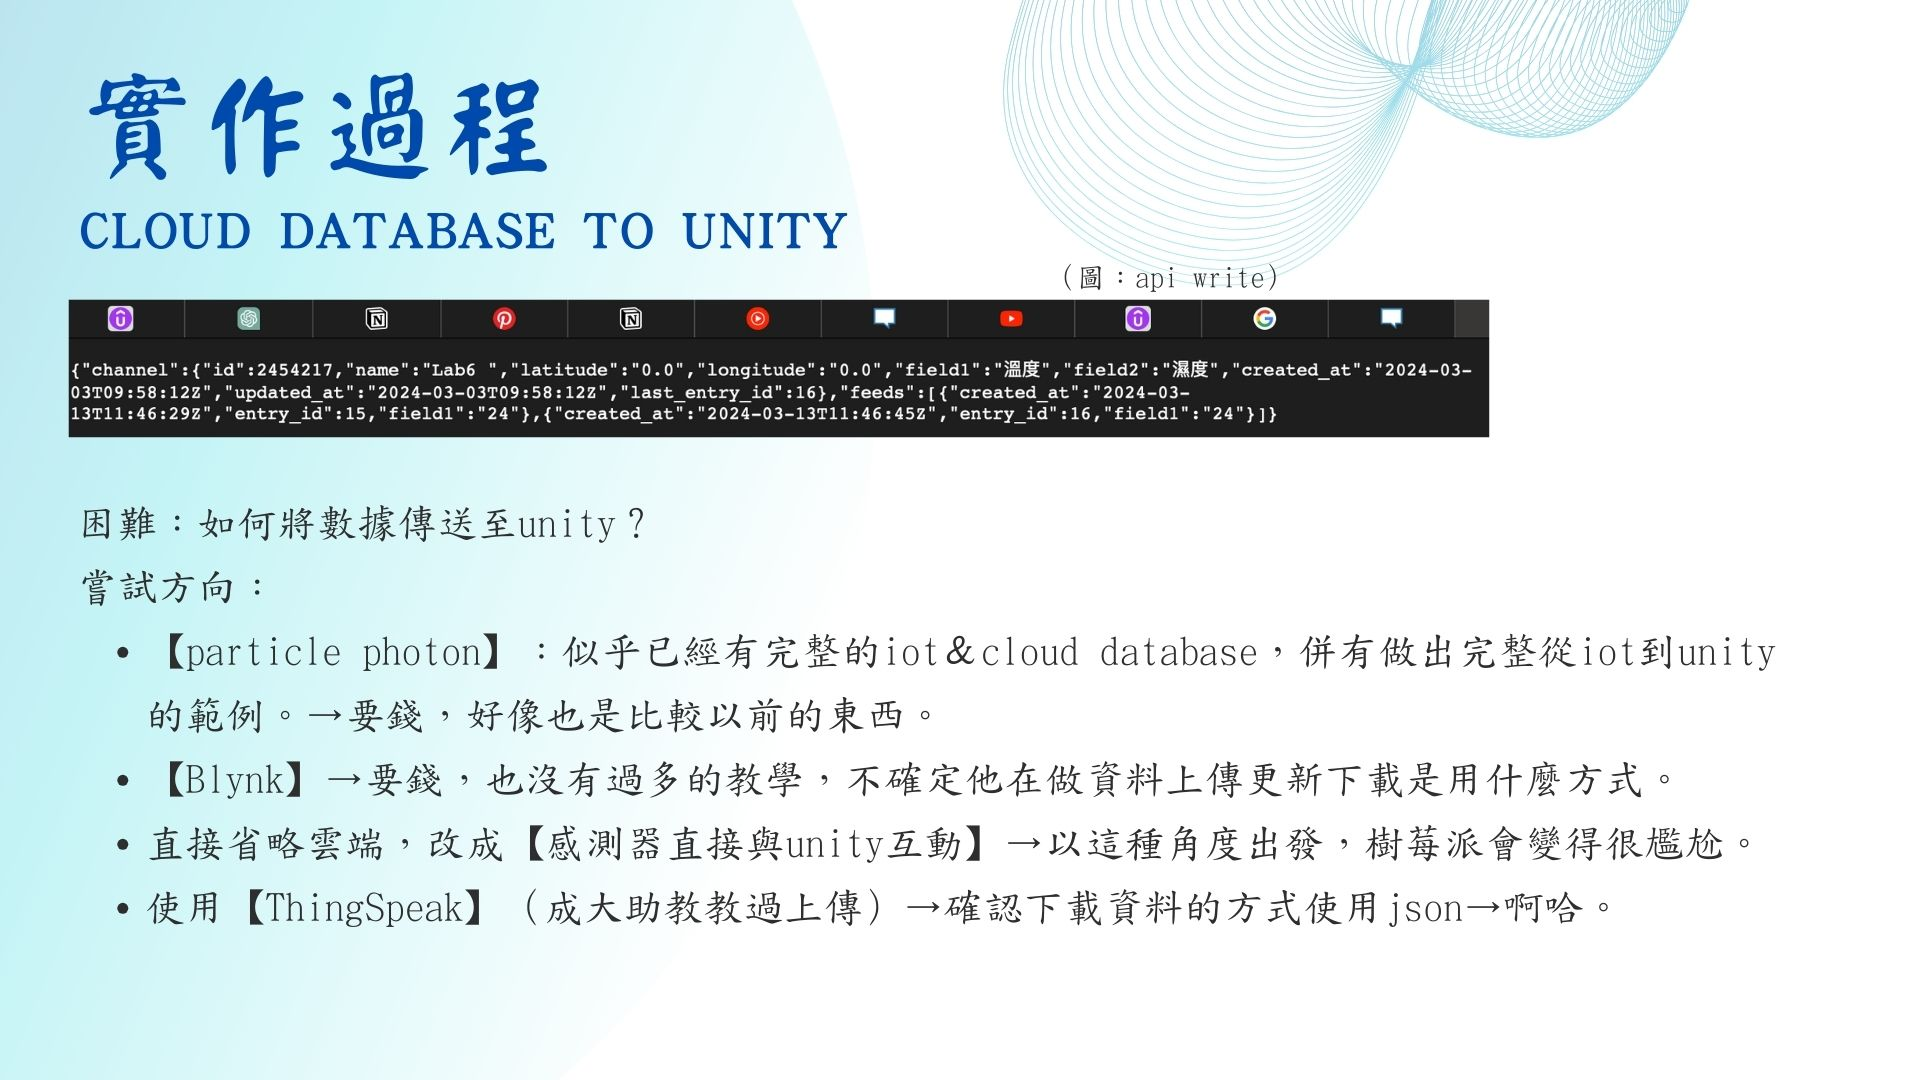 實作過程
CLOUD DATABASE TO UNITY
（圖：api write）
{"channel":{"id":2454217,"name":"Lab6 ","latitude":"0.0","longitude":"0.0","field1":"溫度","field2":"濕度","created_at":"2024-03-
03T09:58:12Z","updated_at":"2024-03-03T09:58:12Z","last_entry_id":16},"feeds":[{"created_at":"2024-03-
13T11:46:29Z","entry_id":15,"field1":"24"},{"created_at":"2024-03-13T11:46:45Z","entry_id":16,"field1":"24"}]}
困難：如何將數據傳送至unity？
嘗試方向：
• 【particle photon】：似乎已經有完整的iot＆cloud database，併有做出完整從iot到unity
的範例。→要錢，好像也是比較以前的東西。
• 【Blynk】→要錢，也沒有過多的教學，不確定他在做資料上傳更新下載是用什麼方式。
• 直接省略雲端，改成【感測器直接與unity互動】→以這種角度出發，樹莓派會變得很尷尬。
• 使用【ThingSpeak】（成大助教教過上傳）→確認下載資料的方式使用json→啊哈。